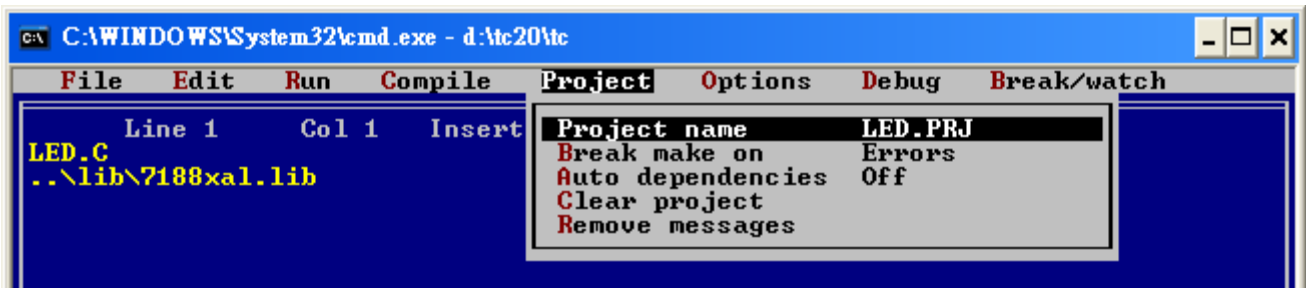 C:\WINDOWS\System32\cmd.exe - d:\tc20\tc
File Edit Run Compile Project Options Debug Break/watch
Line 1 Col 1 Insert
Project name LED.PRJ
LED.C
Break make on Errors
..\lib\7188xal.lib
Auto dependencies Off
Clear project
Remove messages